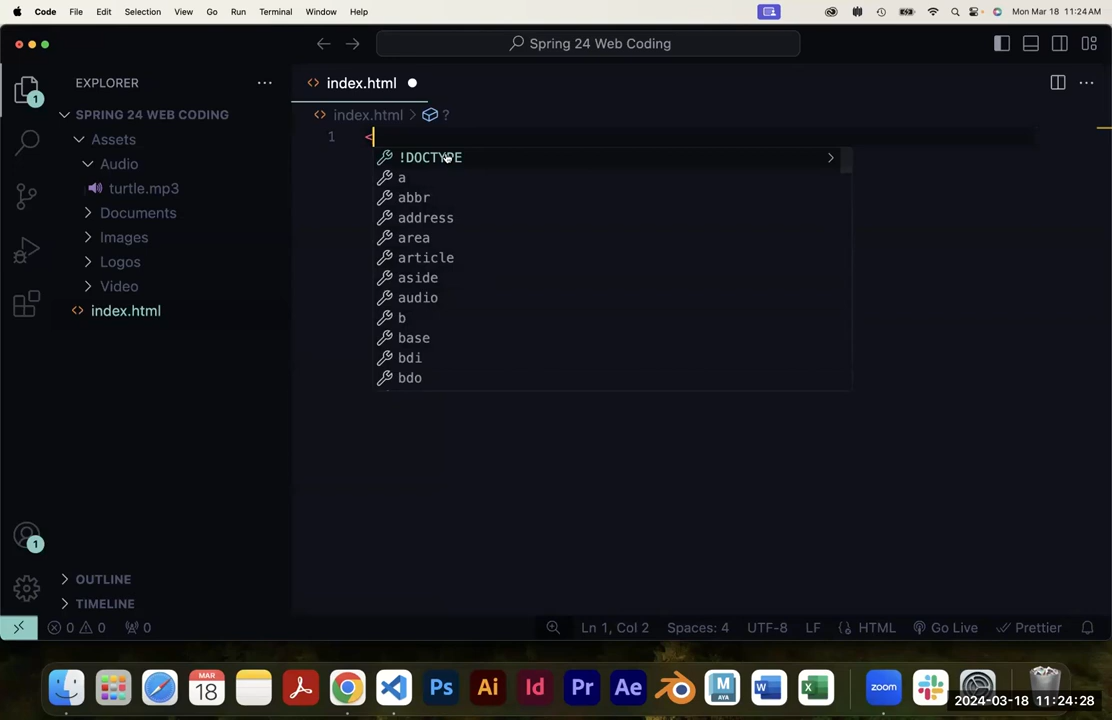 Code File Edit Selection View Go Run Terminal Window Help Mon Mar 18 11:24 AM
Spring 24 Web Coding
EXPLORER
index.html
1
SPRING 24 WEB CODING
index.html > ?
Assets
1 <
Audio
!DOCTYPE
turtle.mp3
a
Documents
abbr
Images
address
Logos
area
Video
article
index.html
aside
audio
b
base
bdi
bdo
1
OUTLINE
TIMELINE
0 0 0 Ln 1, Col 2 Spaces: 4 UTF-8 LF HTML Go Live Prettier
MAR
18
Ps Ai Id Pr Ae MAYA W X zoom
2024-03-18 11:24:28